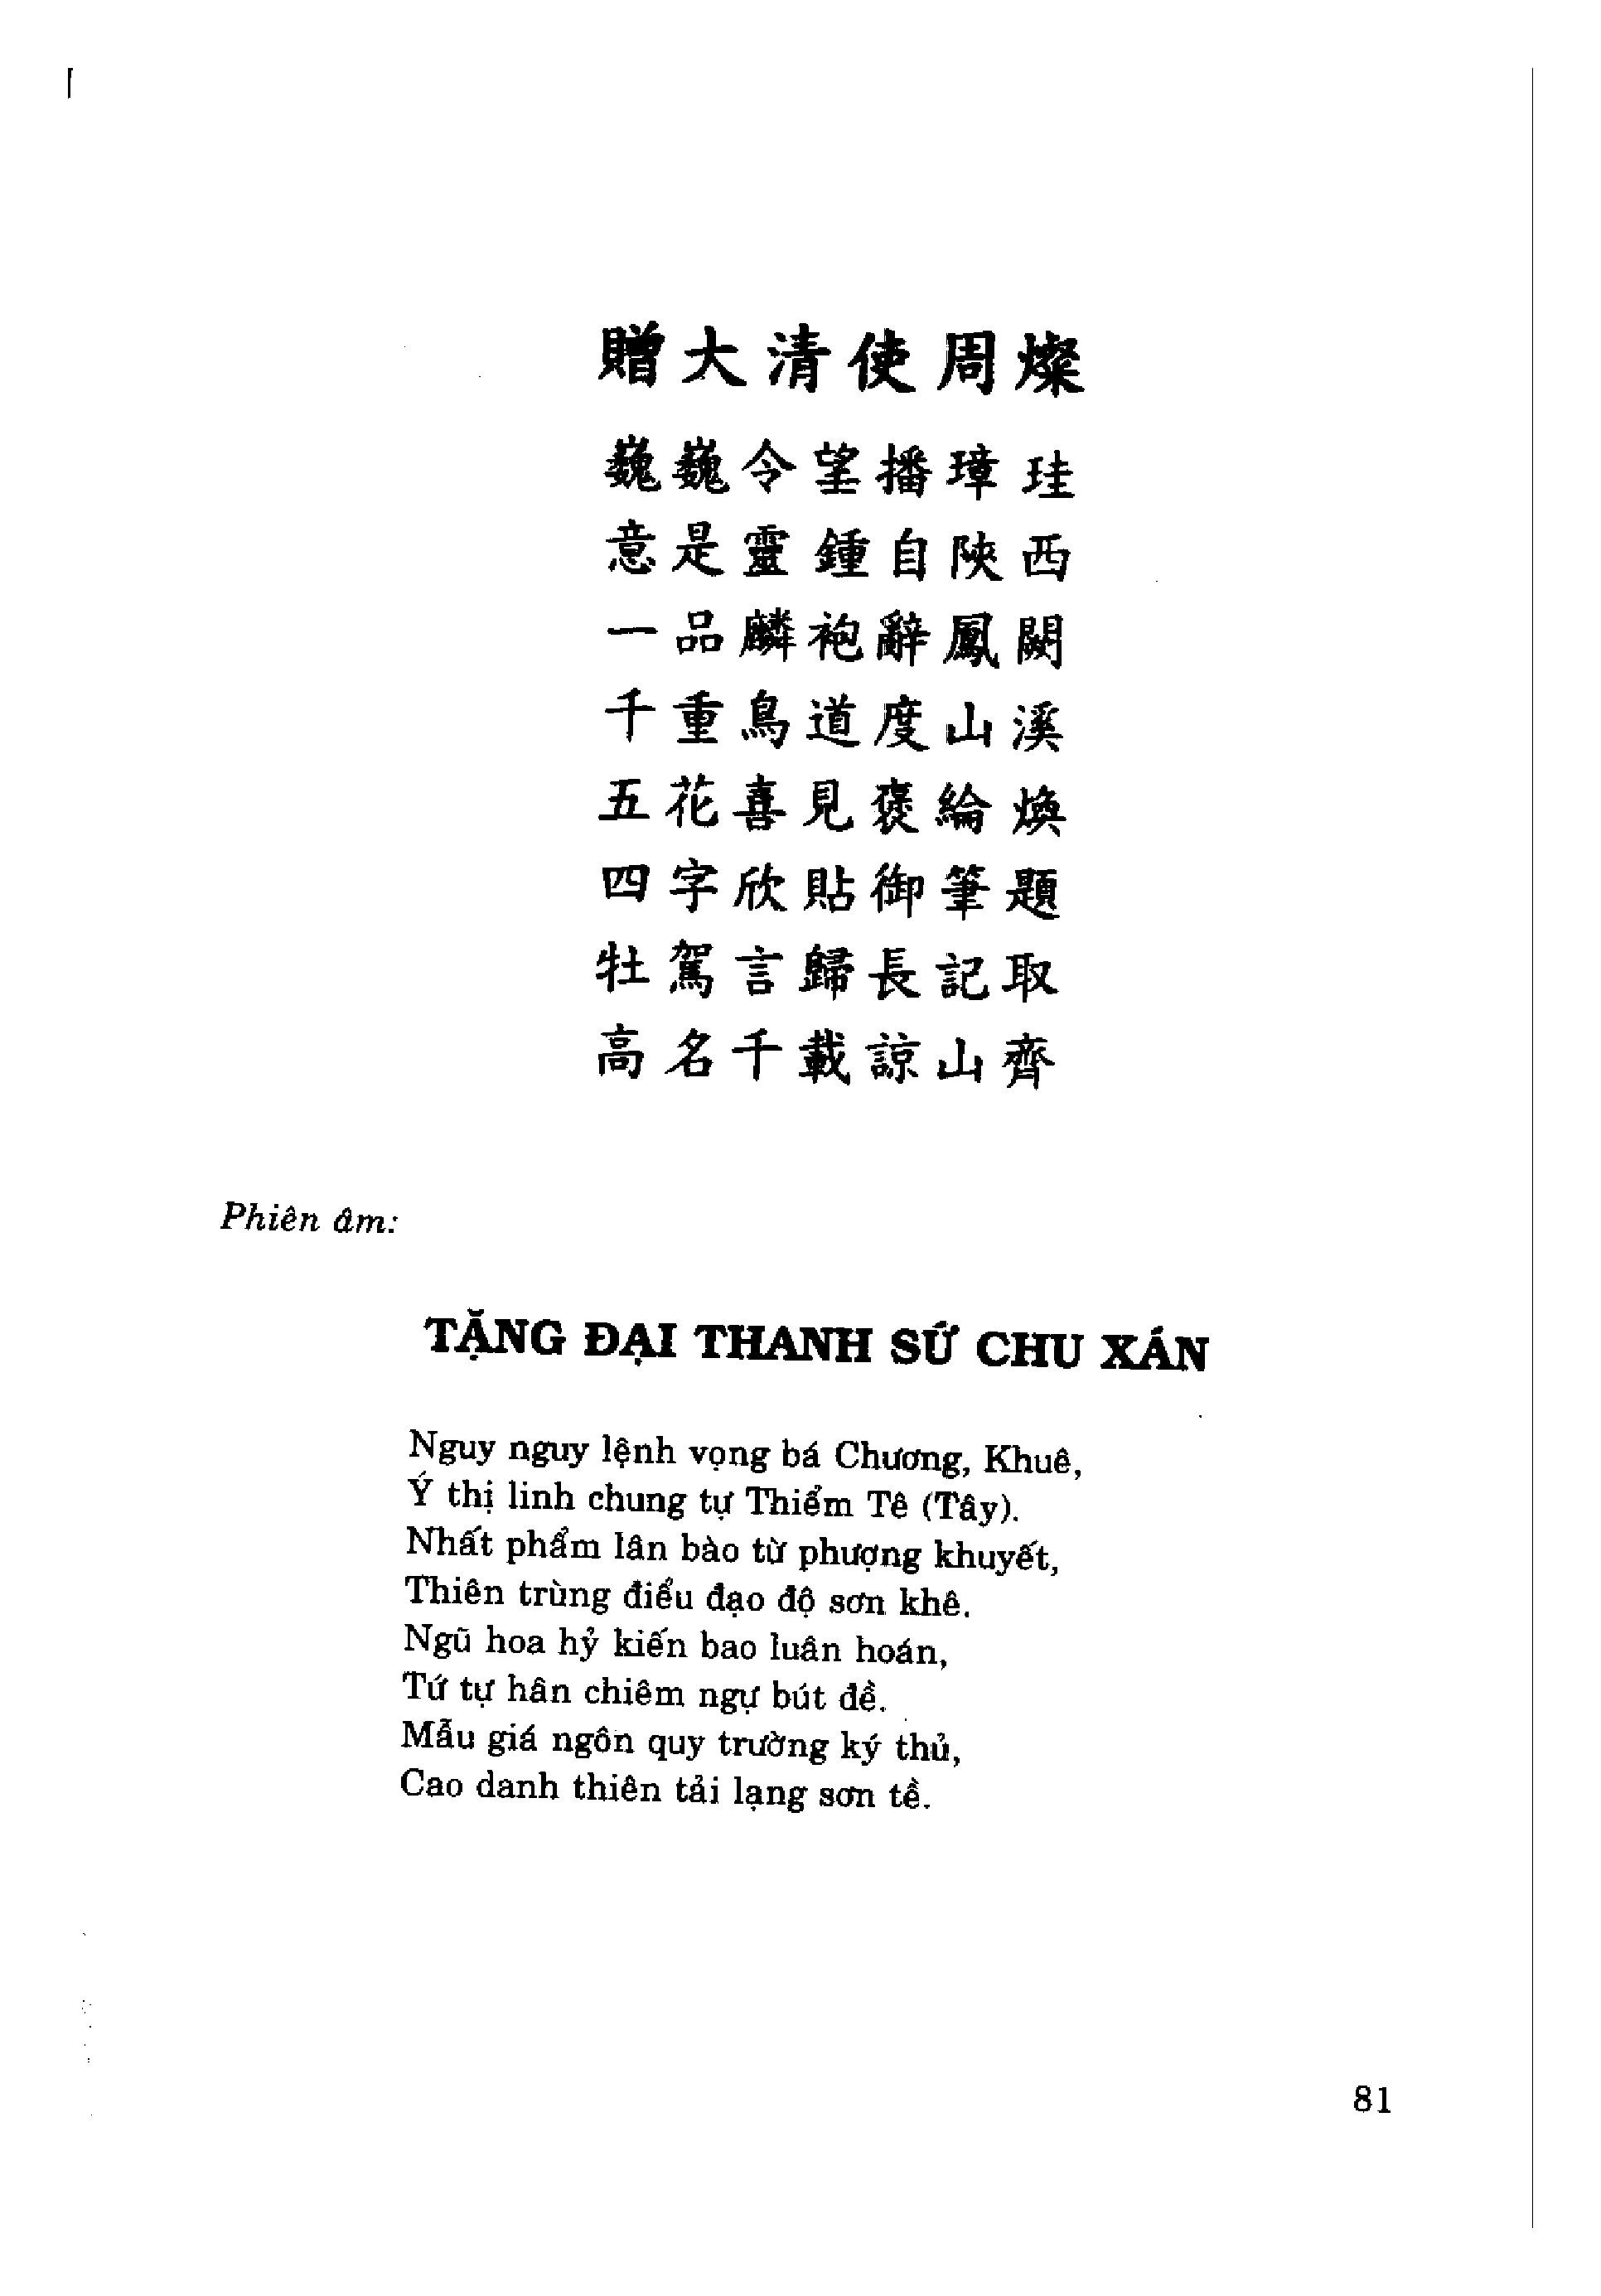 贈大清使周燦
巍巍令望播璋珪
意是靈鍾自陝西
一品麟袍辭鳳闕
千重鳥道度山溪
五花喜見褒綸煥
四字欣貼御筆題
牡駕言歸長記取
高名千載諒山齊
Phiên âm:
TẶNG ĐẠI THANH SỨ CHU XÁN
Nguy nguy lệnh vọng bá Chương, Khuê,
Ý thị linh chung tự Thiểm Tê (Tây).
Nhất phẩm lân bào từ phượng khuyết,
Thiên trùng điểu đạo độ sơn khê.
Ngũ hoa hỷ kiến bao luân hoán,
Tứ tự hân chiêm ngự bút đề.
Mẫu giá ngôn quy trường ký thủ,
Cao danh thiên tải lạng sơn tề.
81